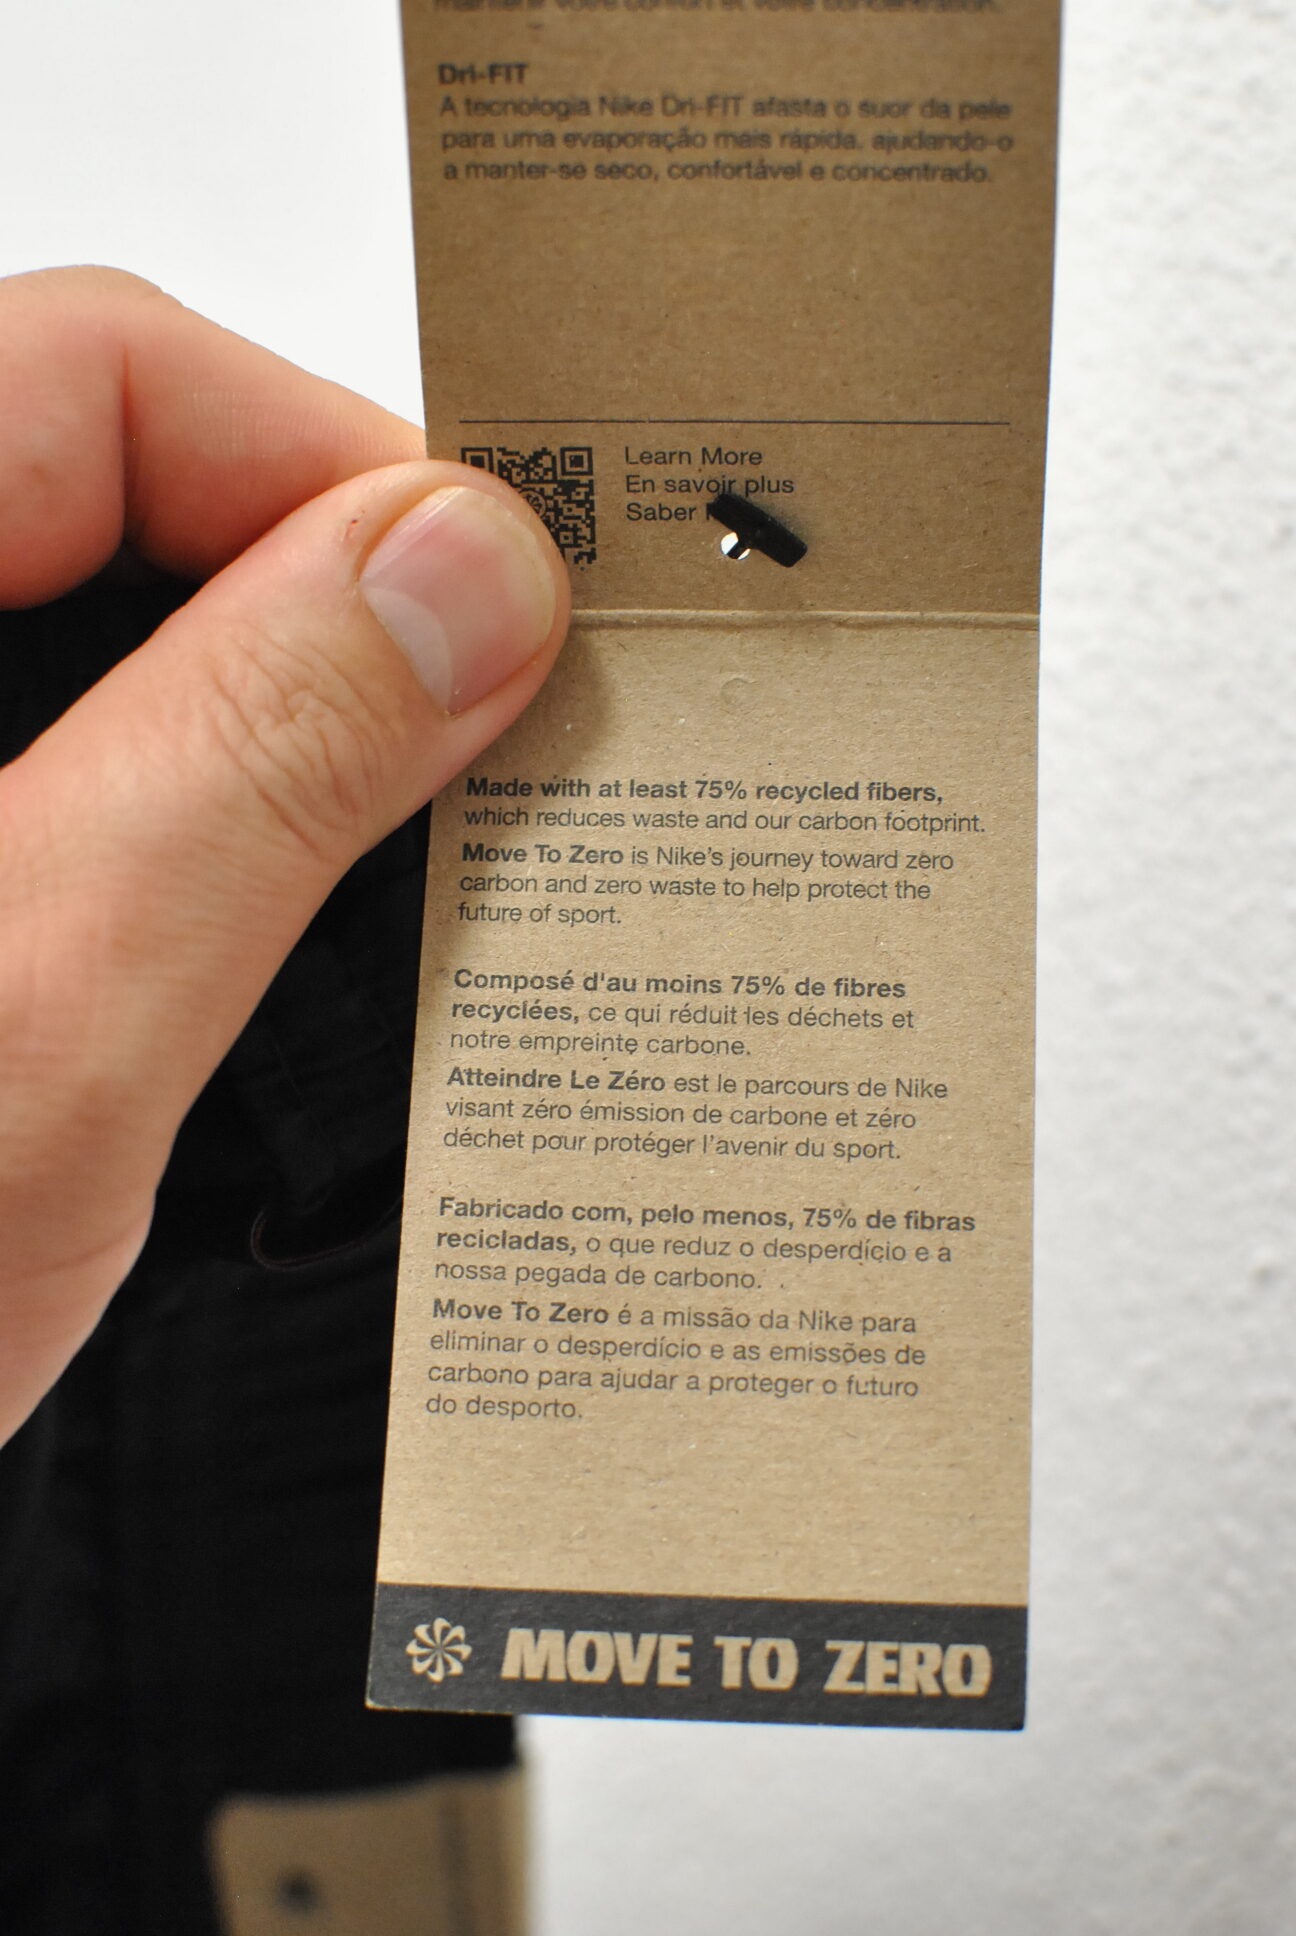 maintenir votre confort et votre concentration.
Dri-FIT
A tecnologia Nike Dri-FIT afasta o suor da pele
para uma evaporação mais rápida, ajudando-o
a manter-se seco, confortável e concentrado.
Learn More
En savoir plus
Saber
Made with at least 75% recycled fibers,
which reduces waste and our carbon footprint.
Move To Zero is Nike's journey toward zero
carbon and zero waste to help protect the
future of sport.
Composé d'au moins 75% de fibres
recyclées, ce qui réduit les déchets et
notre empreinte carbone.
Atteindre Le Zéro est le parcours de Nike
visant zéro émission de carbone et zéro
déchet pour protéger l'avenir du sport.
Fabricado com, pelo menos, 75% de fibras
recicladas, o que reduz o desperdício e a
nossa pegada de carbono.
Move To Zero é a missão da Nike para
eliminar o desperdício e as emissões de
carbono para ajudar a proteger o futuro
do desporto.
MOVE TO ZERO